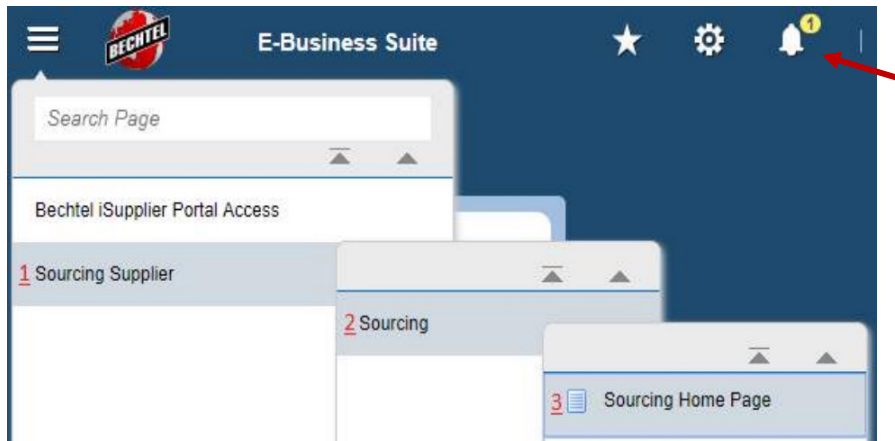 BECHTEL
E-Business Suite
1
Search Page
Bechtel iSupplier Portal Access
1 Sourcing Supplier
2 Sourcing
3 Sourcing Home Page